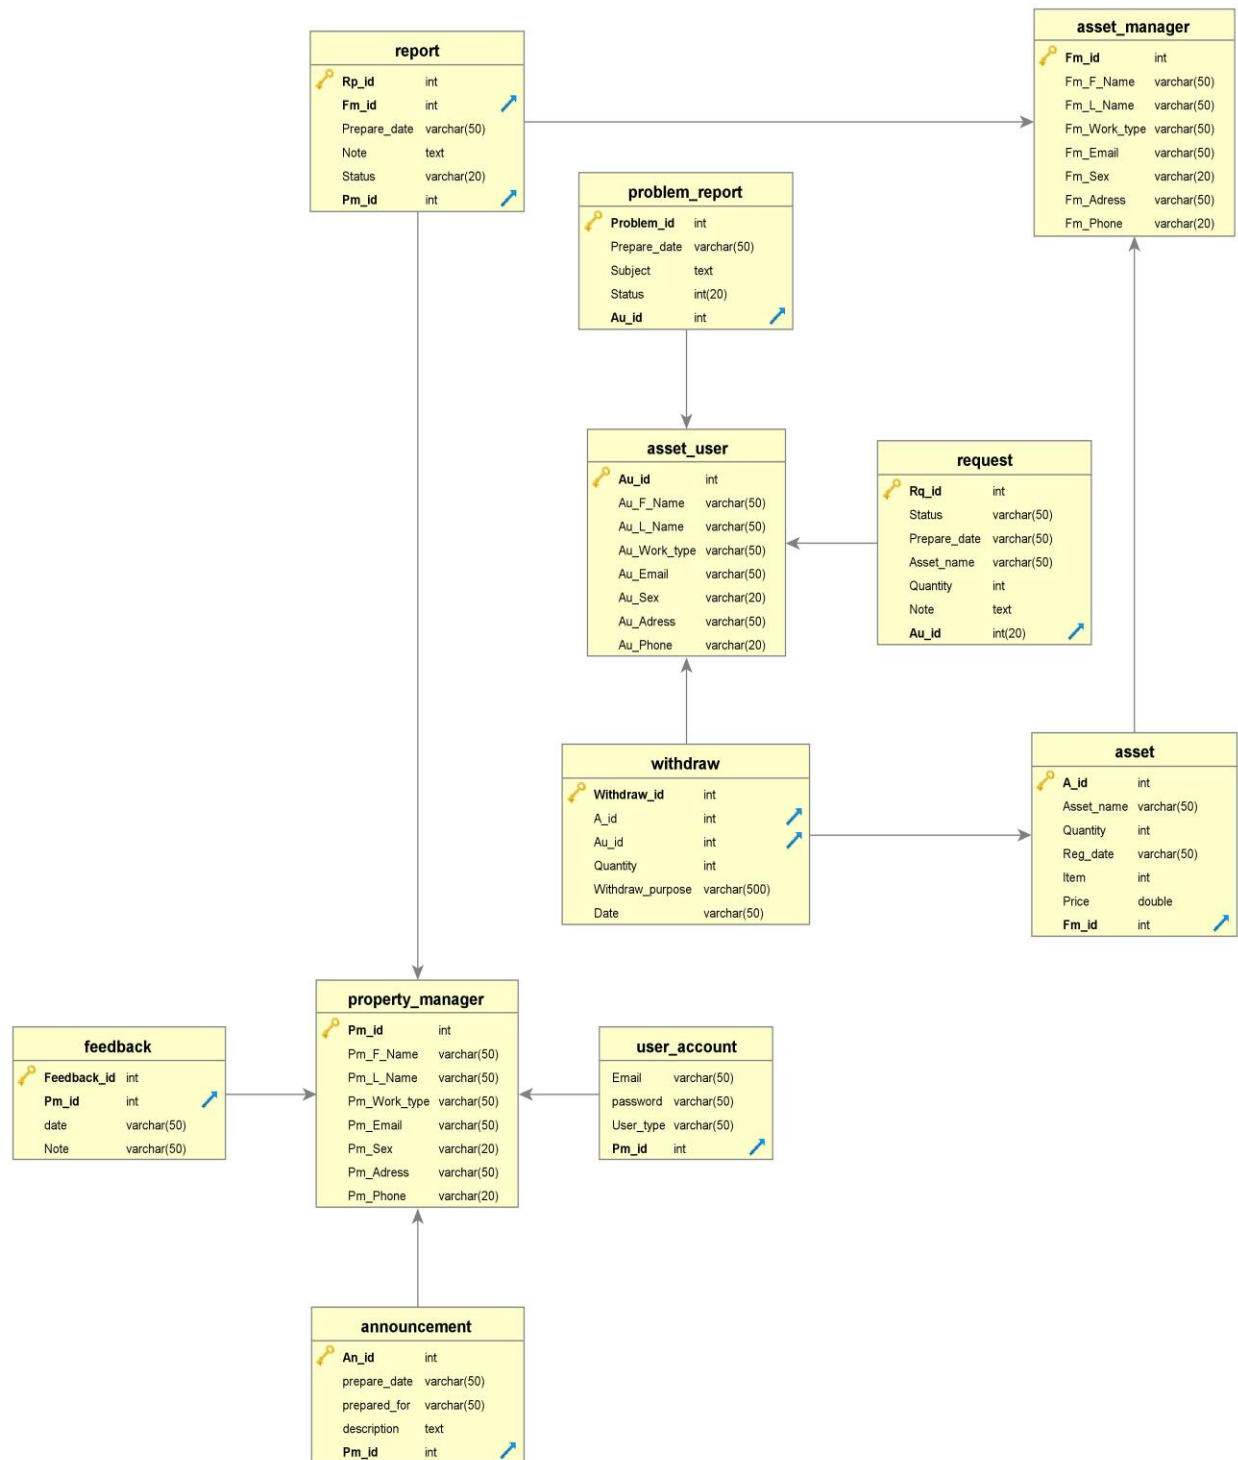 report
Rp_id int
Fm_id int
Prepare_date varchar(50)
Note text
Status varchar(20)
Pm_id int
asset_manager
Fm_id int
Fm_F_Name varchar(50)
Fm_L_Name varchar(50)
Fm_Work_type varchar(50)
Fm_Email varchar(50)
Fm_Sex varchar(20)
Fm_Adress varchar(50)
Fm_Phone varchar(20)
problem_report
Problem_id int
Prepare_date varchar(50)
Subject text
Status int(20)
Au_id int
asset_user
Au_id int
Au_F_Name varchar(50)
Au_L_Name varchar(50)
Au_Work_type varchar(50)
Au_Email varchar(50)
Au_Sex varchar(20)
Au_Adress varchar(50)
Au_Phone varchar(20)
request
Rq_id int
Status varchar(50)
Prepare_date varchar(50)
Asset_name varchar(50)
Quantity int
Note text
Au_id int(20)
withdraw
Withdraw_id int
A_id int
Au_id int
Quantity int
Withdraw_purpose varchar(500)
Date varchar(50)
asset
A_id int
Asset_name varchar(50)
Quantity int
Reg_date varchar(50)
Item int
Price double
Fm_id int
property_manager
Pm_id int
Pm_F_Name varchar(50)
Pm_L_Name varchar(50)
Pm_Work_type varchar(50)
Pm_Email varchar(50)
Pm_Sex varchar(20)
Pm_Adress varchar(50)
Pm_Phone varchar(20)
feedback
Feedback_id int
Pm_id int
date varchar(50)
Note varchar(50)
user_account
Email varchar(50)
password varchar(50)
User_type varchar(50)
Pm_id int
announcement
An_id int
prepare_date varchar(50)
prepared_for varchar(50)
description text
Pm_id int